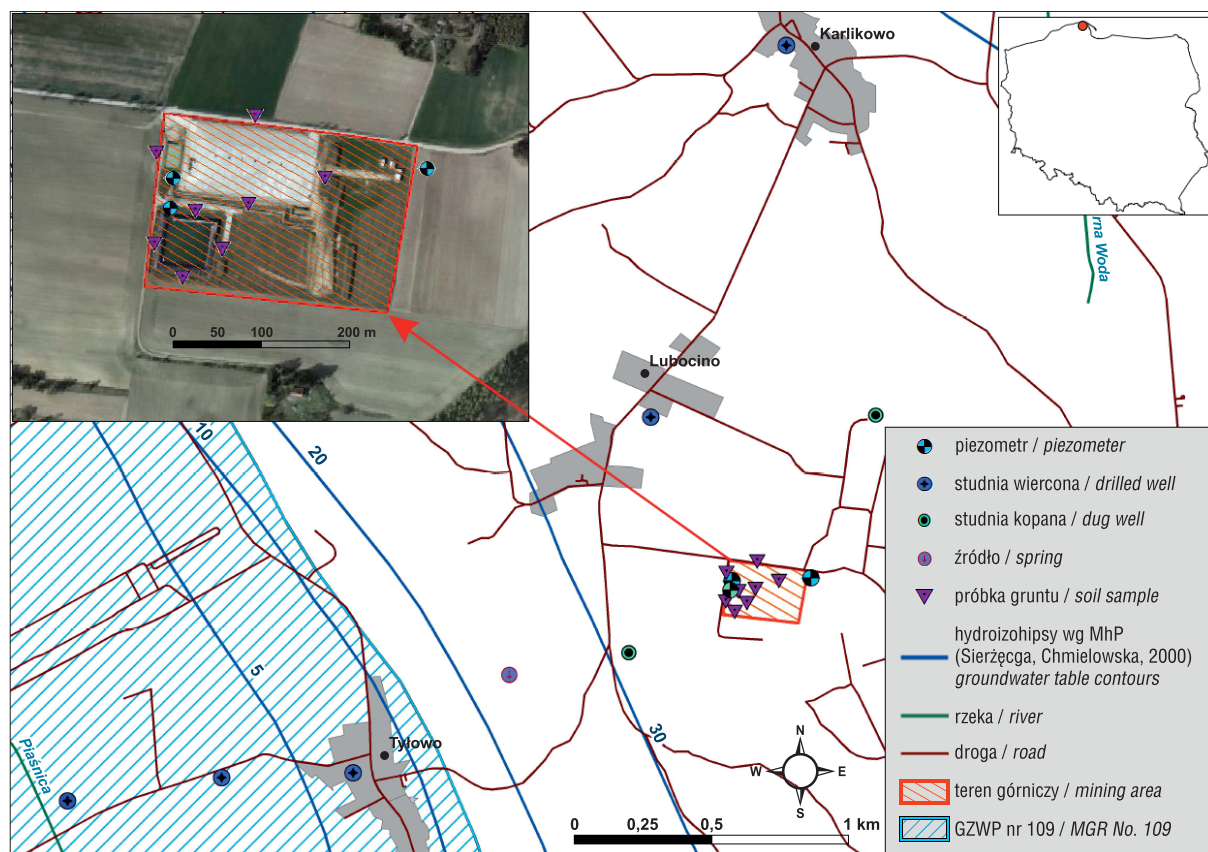 Karlikowo
rna Woda
0 50 100 200 m
Lubocino
10
20
5
30
Tyłowo
Piaśnica
N
W E
S
0 0,25 0,5 1 km
piezometr / piezometer
studnia wiercona / drilled well
studnia kopana / dug well
źródło / spring
próbka gruntu / soil sample
hydroizohipsy wg MhP
(Sierżęcga, Chmielowska, 2000)
groundwater table contours
rzeka / river
droga / road
teren górniczy / mining area
GZWP nr 109 / MGR No. 109